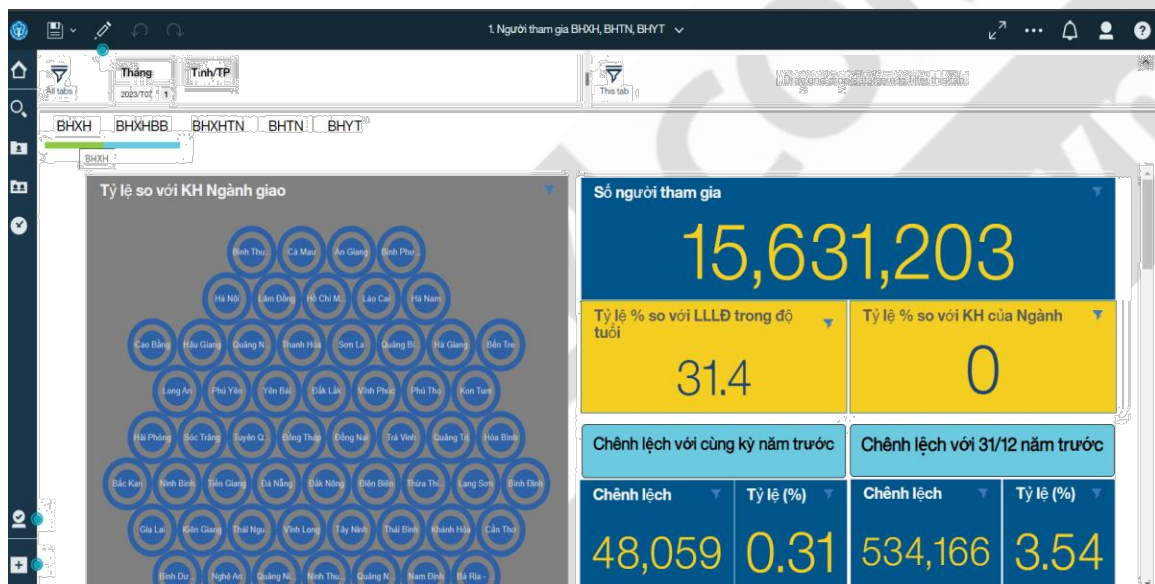 1. Người tham gia BHXH, BHTN, BHYT
All tabs
Tháng
Tỉnh/TP
2023/T07
1
This tab
BHXH BHXHBB BHXHTN BHTN BHYT
BHXH
Tỷ lệ so với KH Ngành giao
Bình Thu...
Cà Mau
An Giang
Bình Phư...
Hà Nội
Lâm Đồng
Hồ Chí M...
Lào Cai
Hà Nam
Cao Bằng
Hậu Giang
Quảng N...
Thanh Hóa
Sơn La
Quảng Bì...
Hà Giang
Bến Tre
Long An
Phú Yên
Yên Bái
Đắk Lắk
Vĩnh Phúc
Phú Thọ
Kon Tum
Hải Phòng
Sóc Trăng
Tuyên Q...
Đồng Tháp
Đồng Nai
Trà Vinh
Quảng Trị
Hòa Bình
Bắc Kạn
Ninh Bình
Tiền Giang
Đà Nẵng
Đắk Nông
Điện Biên
Thừa Thi...
Lạng Sơn
Bình Định
Gia Lai
Kiên Giang
Thái Ngu...
Vĩnh Long
Tây Ninh
Thái Bình
Khánh Hòa
Cần Thơ
Bình Dư...
Nghệ An
Quảng Ni...
Ninh Thu...
Quảng N...
Nam Định
Bà Rịa -...
Số người tham gia
15,631,203
Tỷ lệ % so với LLLĐ trong độ
tuổi
31.4
Tỷ lệ % so với KH của Ngành
0
Chênh lệch với cùng kỳ năm trước
Chênh lệch với 31/12 năm trước
Chênh lệch
48,059
Tỷ lệ (%)
0.31
Chênh lệch
534,166
Tỷ lệ (%)
3.54